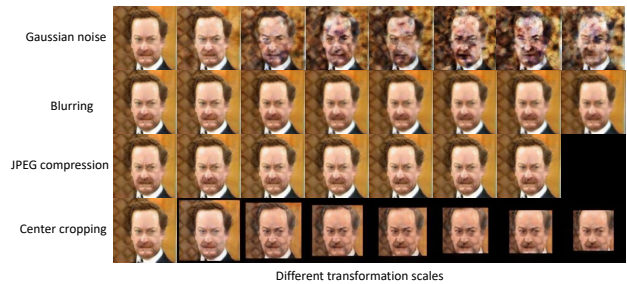 Gaussian noise
Blurring
JPEG compression
Center cropping
Different transformation scales